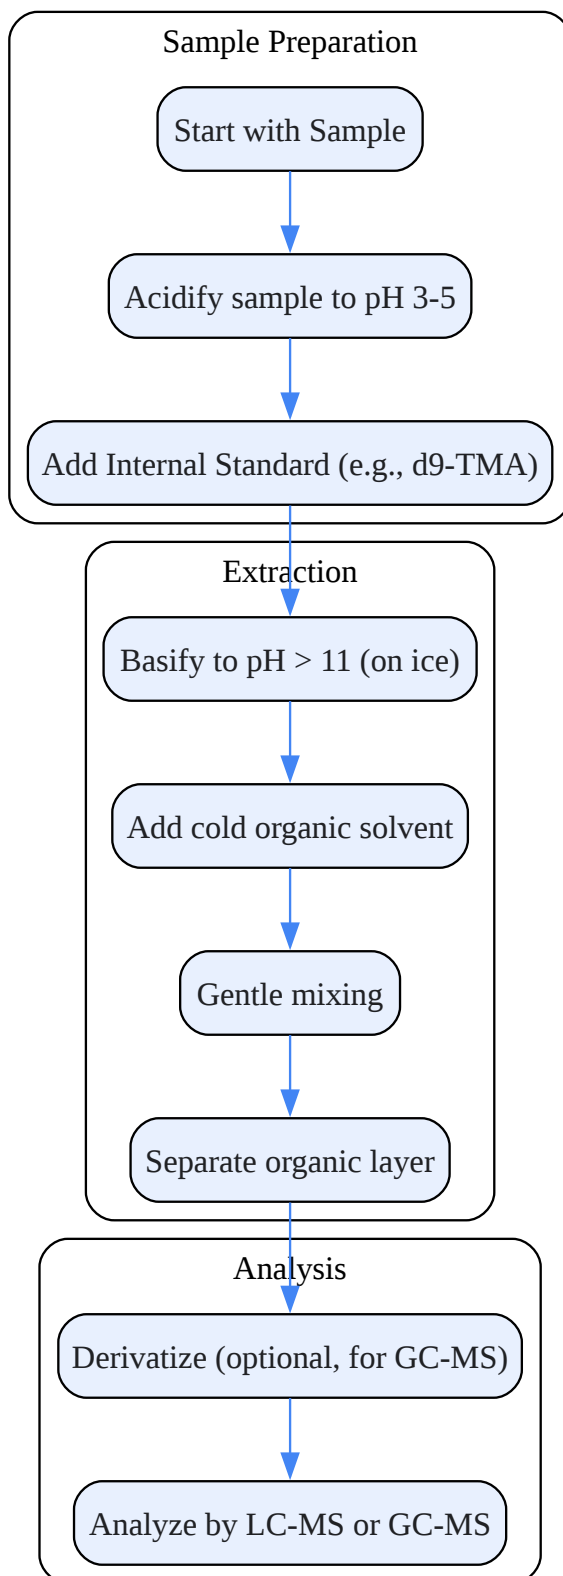 Sample Preparation
Start with Sample
Acidify sample to pH 3-5
Add Internal Standard (e.g., d9-TMA)
Extraction
Basify to pH > 11 (on ice)
Add cold organic solvent
Gentle mixing
Separate organic layer
Analysis
Derivatize (optional, for GC-MS)
Analyze by LC-MS or GC-MS